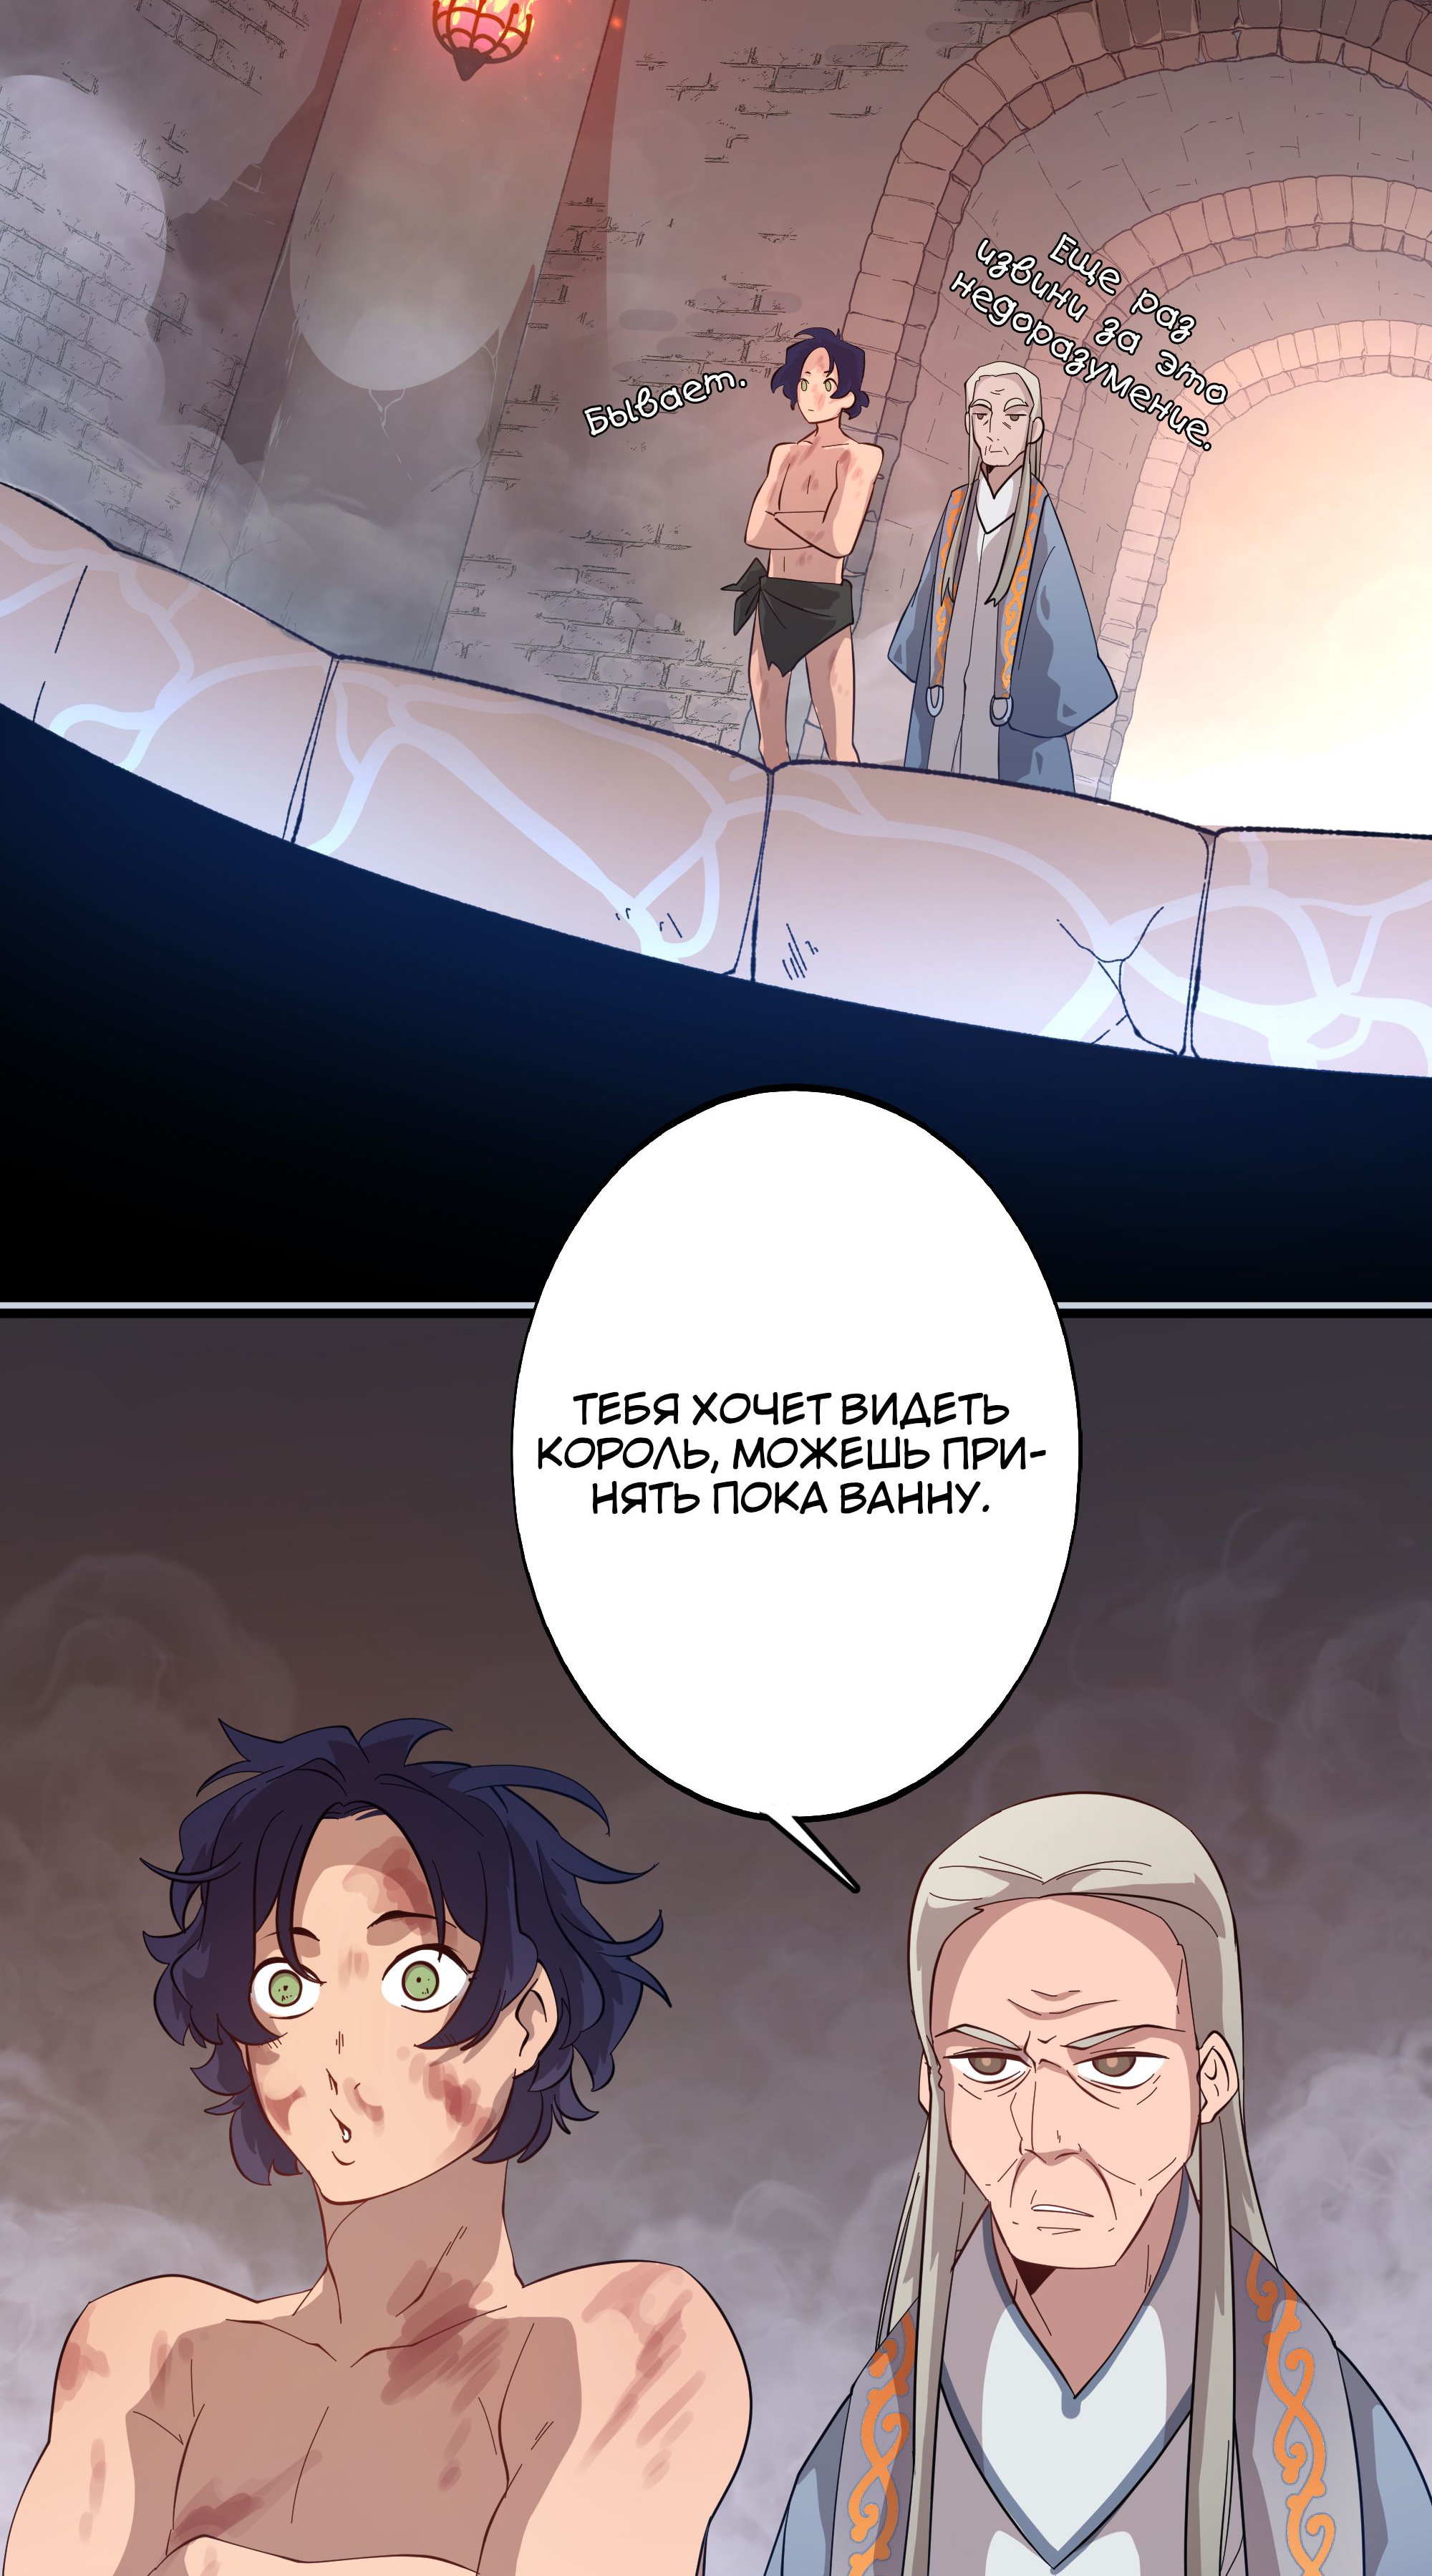 Еще раз
извини за это
недоразумение.
Бывает.
ТЕБЯ ХОЧЕТ ВИДЕТЬ
КОРОЛЬ, МОЖЕШЬ ПРИ-
НЯТЬ ПОКА ВАННУ.